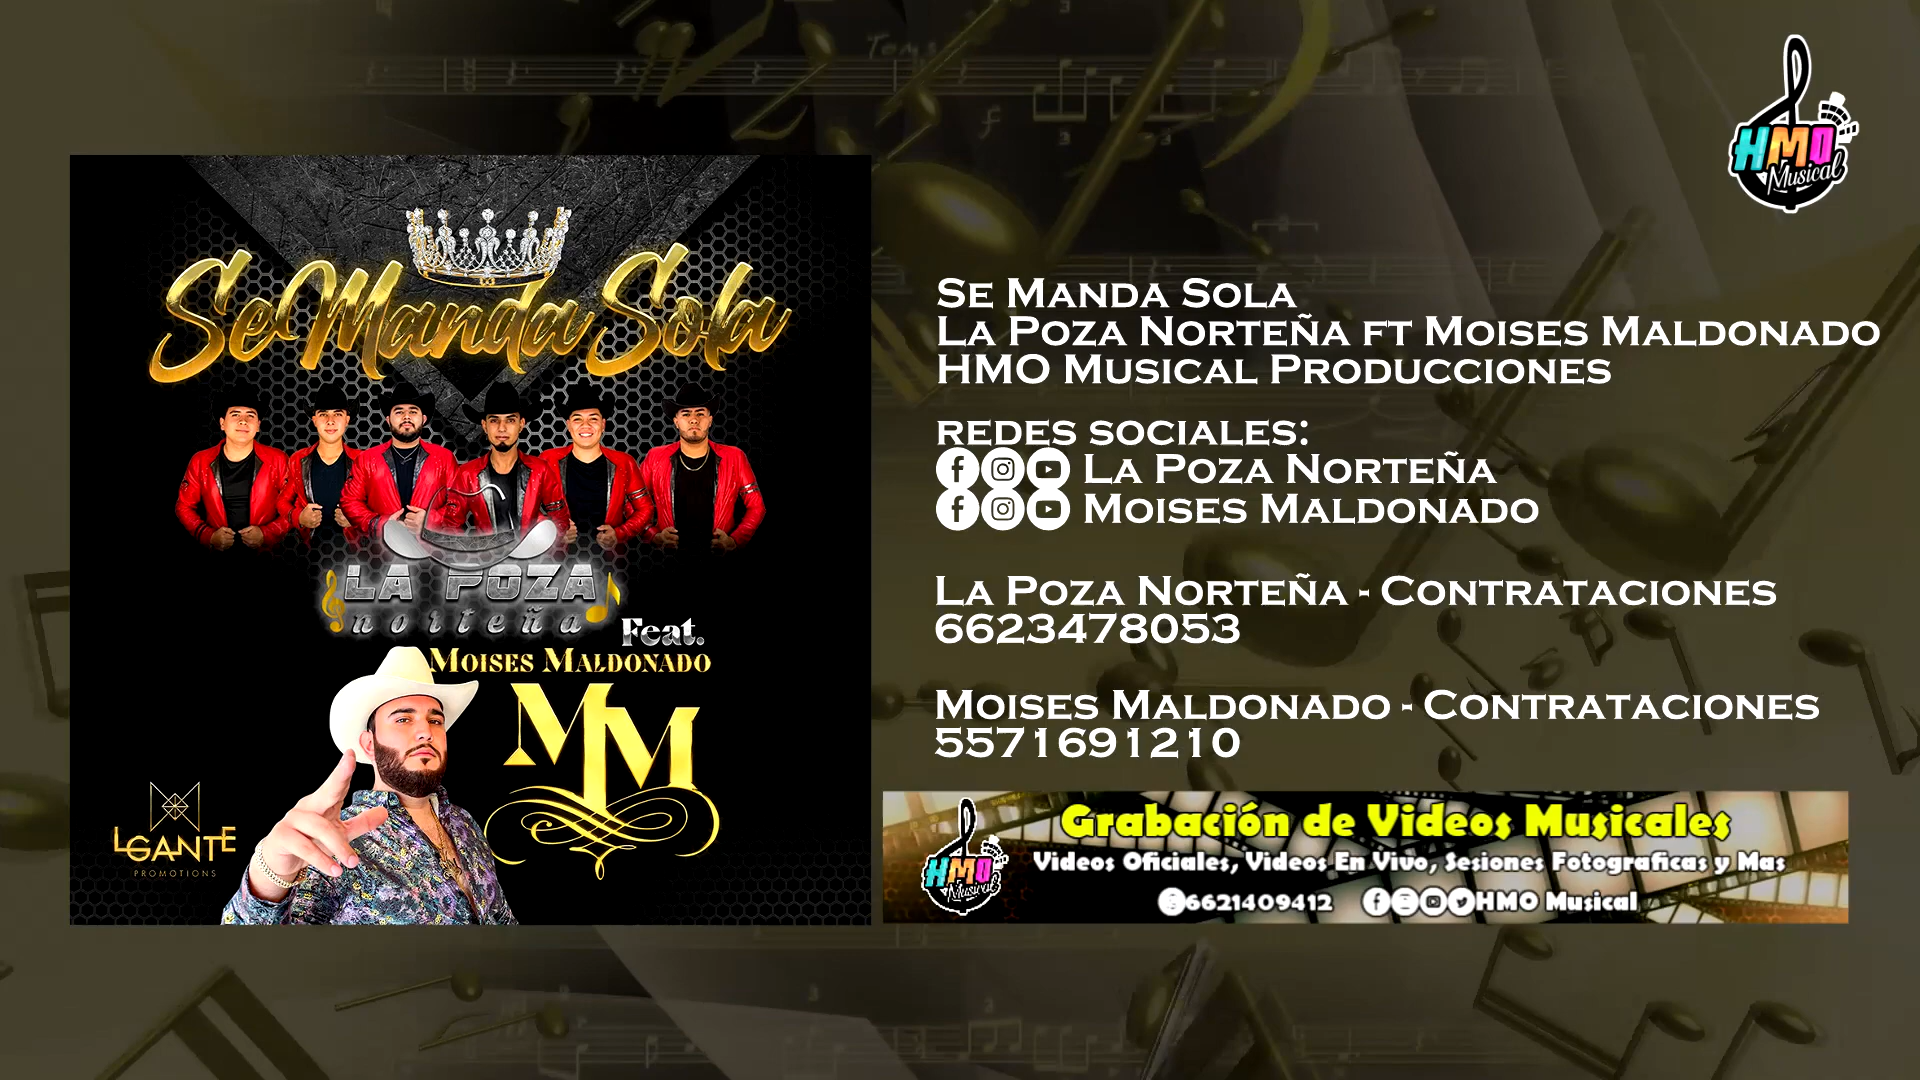 Toms
HMO
Musical
Se Manda Sola
LA POZA
norteña
Feat.
MOISES MALDONADO
MM
LGANTE
PROMOTIONS
SE MANDA SOLA
LA POZA NORTEÑA FT MOISES MALDONADO
HMO MUSICAL PRODUCCIONES
REDES SOCIALES:
LA POZA NORTEÑA
MOISES MALDONADO
LA POZA NORTEÑA - CONTRATACIONES
6623478053
MOISES MALDONADO - CONTRATACIONES
5571691210
Grabación de Videos Musicales
Videos Oficiales, Videos En Vivo, Sesiones Fotograficas y Mas
6621409412 HMO Musical
HMO
Musical